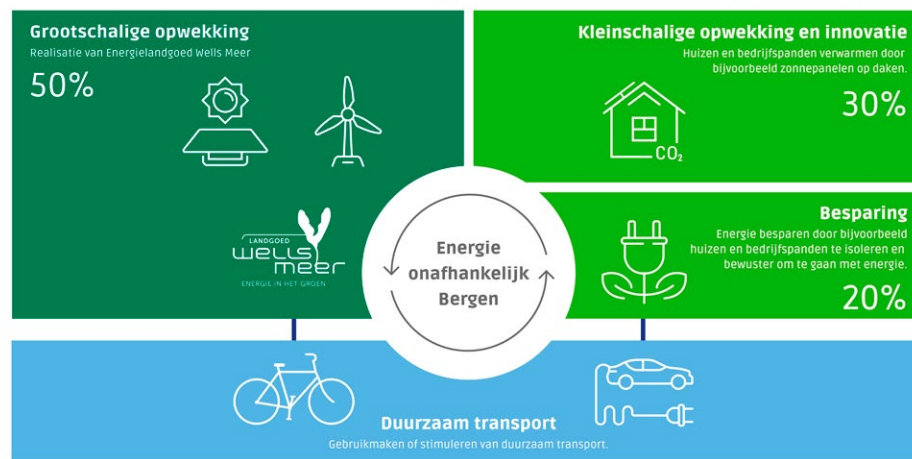 Grootschalige opwekking
Realisatie van Energielandgoed Wells Meer
50%
LANDGOED
wells
meer
ENERGIE IN HET GROEN
Kleinschalige opwekking en innovatie
Huizen en bedrijfspanden verwarmen door
bijvoorbeeld zonnepanelen op daken.
30%
CO₂
Besparing
Energie besparen door bijvoorbeeld
huizen en bedrijfspanden te isoleren en
bewuster om te gaan met energie.
20%
Energie
onafhankelijk
Bergen
Duurzaam transport
Gebruikmaken of stimuleren van duurzaam transport.